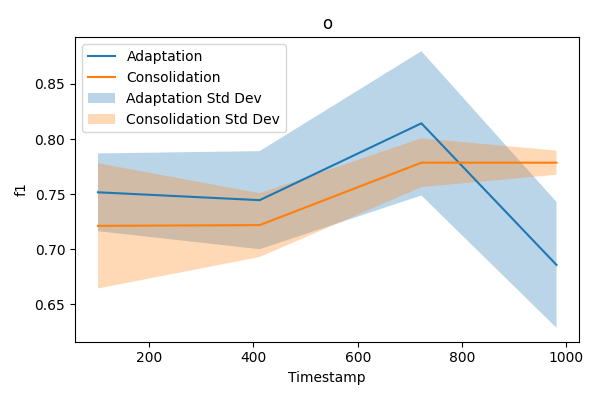 o
Adaptation
Consolidation
Adaptation Std Dev
Consolidation Std Dev
f1
0.85
0.80
0.75
0.70
0.65
200
400
600
800
1000
Timestamp